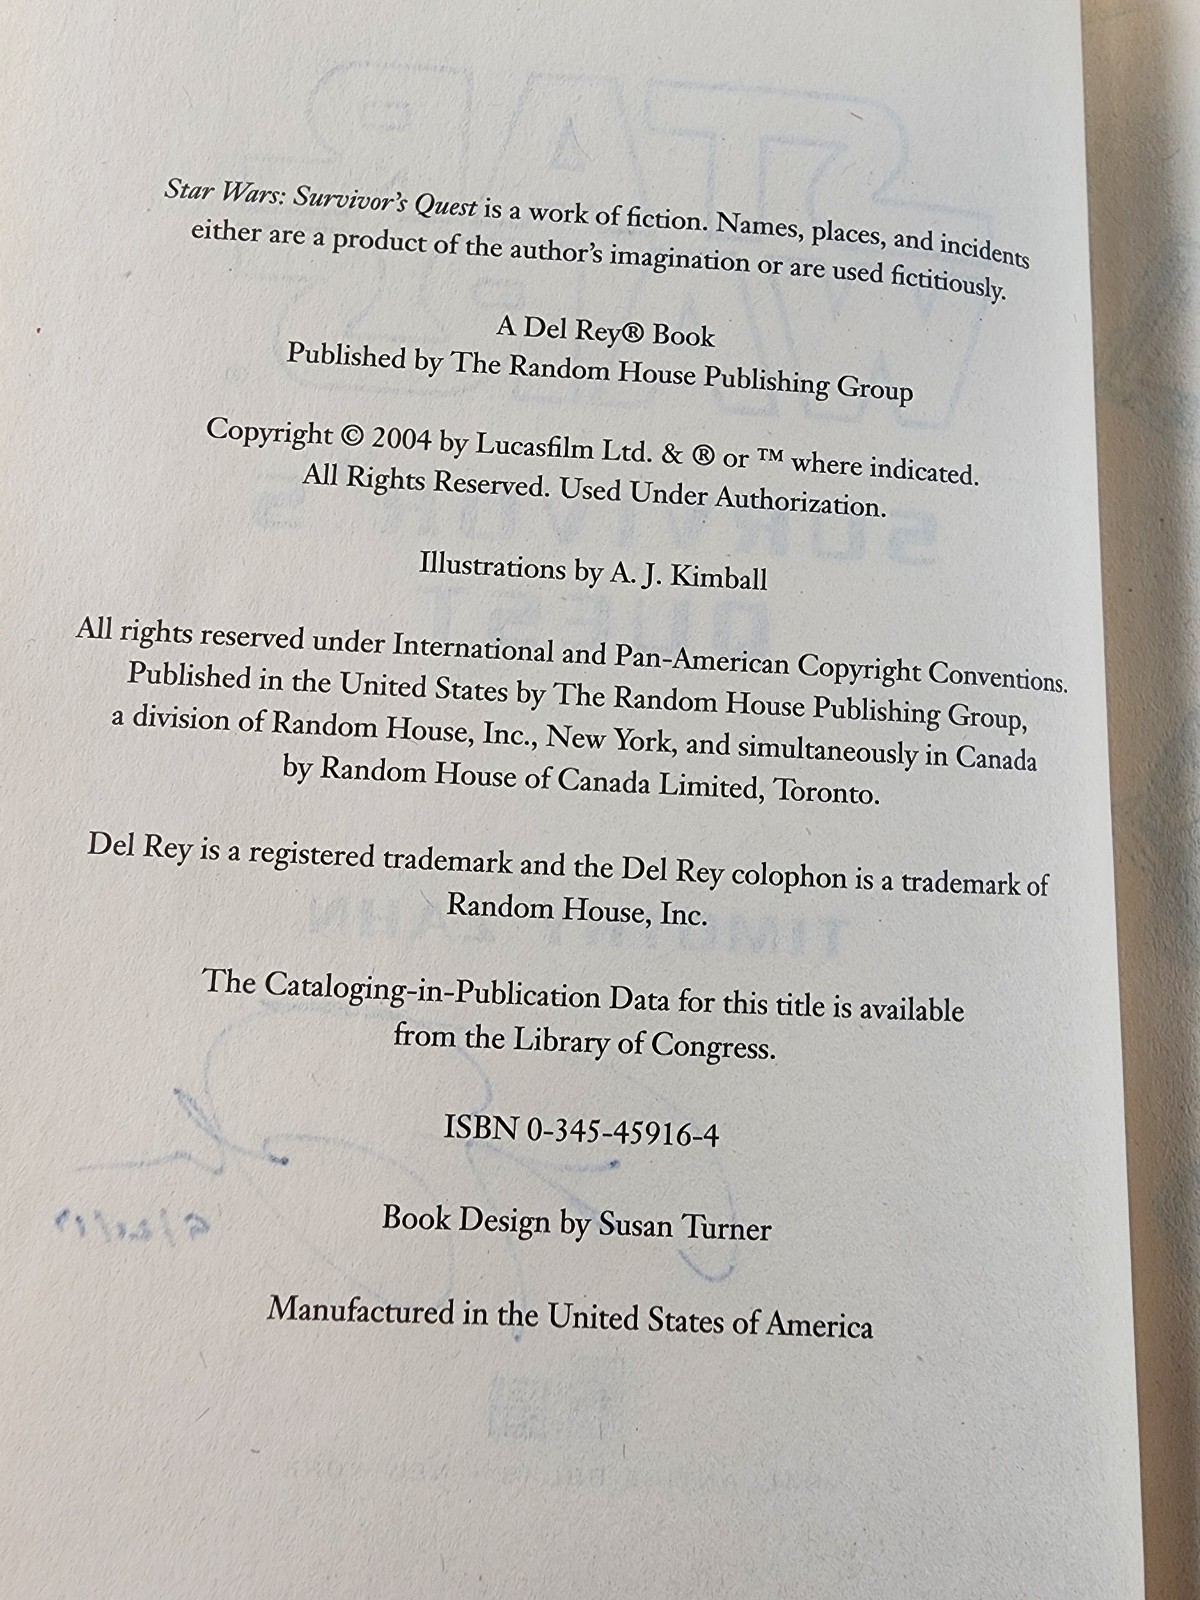 Star Wars: Survivor's Quest is a work of fiction. Names, places, and incidents
either are a product of the author's imagination or are used fictitiously.
A Del Rey® Book
Published by The Random House Publishing Group
Copyright © 2004 by Lucasfilm Ltd. & ® or ™ where indicated.
All Rights Reserved. Used Under Authorization.
Illustrations by A. J. Kimball
All rights reserved under International and Pan-American Copyright Conventions.
Published in the United States by The Random House Publishing Group,
a division of Random House, Inc., New York, and simultaneously in Canada
by Random House of Canada Limited, Toronto.
Del Rey is a registered trademark and the Del Rey colophon is a trademark of
Random House, Inc.
The Cataloging-in-Publication Data for this title is available
from the Library of Congress.
ISBN 0-345-45916-4
Book Design by Susan Turner
Manufactured in the United States of America
STAR
WARS
SURVIVOR'S
QUEST
TIMOTHY ZAHN